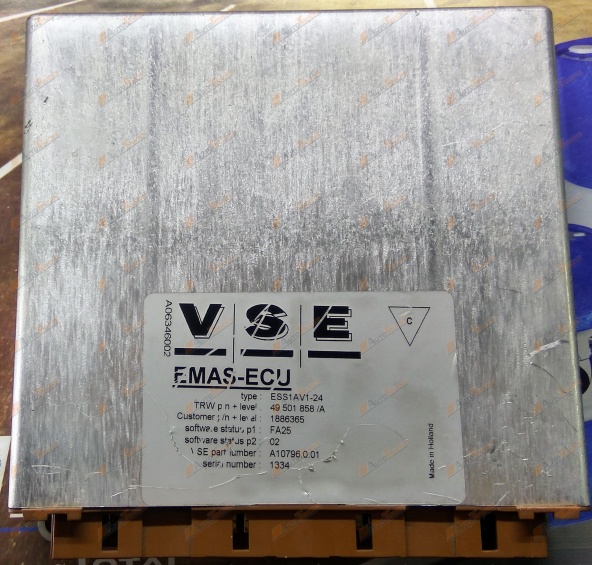 A06346002
V|S|E
C
EMAS-ECU
type : ESS1AV1-24
TRW p n + level : 49 501 858 /A
Customer p/n + level : 1886365
software status p1 : FA25
software status p2 : 02
VSE part number : A10796.0.01
serial number : 1334
Made in Holland